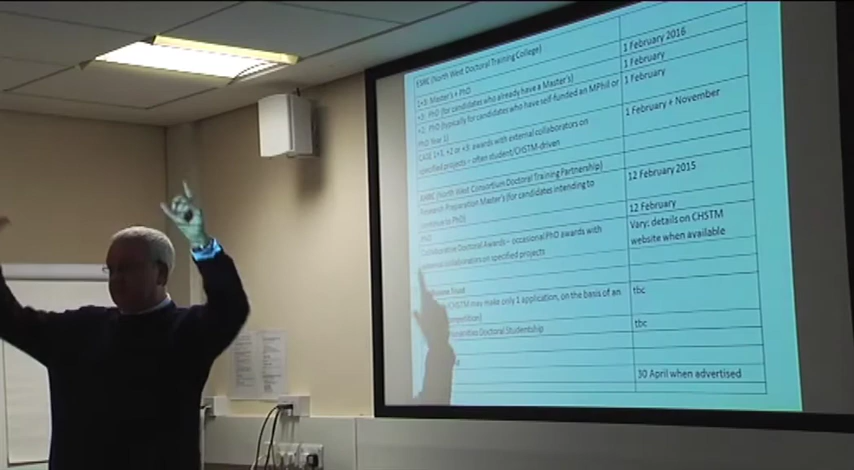 ESRC (North West Doctoral Training College)
1 February 2016
1+3: Master's + PhD
1 February
+3: PhD (for candidates who already have a Master's)
1 February
+2: PhD (typically for candidates who have self-funded an MPhil or
PhD Year 1)
CASE 1+3, +2 or +3: awards with external collaborators on
1 February + November
specified projects – often student/CHSTM-driven
AHRC (North West Consortium Doctoral Training Partnership)
12 February 2015
Research Preparation Master's (for candidates intending to
continue to PhD)
12 February
PhD
Collaborative Doctoral Awards – occasional PhD awards with
Vary: details on CHSTM
external collaborators on specified projects
website when available
Trust
CHSTM may make only 1 application, on the basis of an
tbc
competition)
Doctoral Studentship
tbc
30 April when advertised